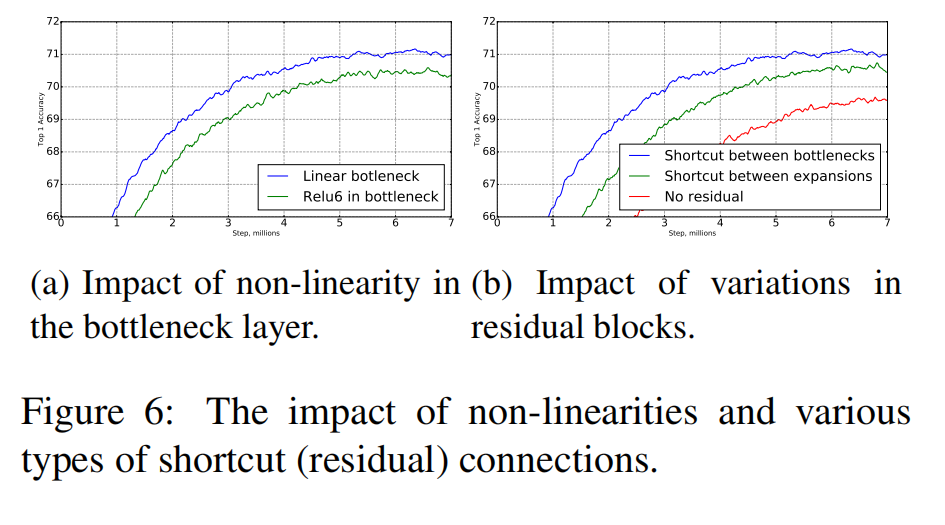 72
71
70
69
68
67
66
Top 1 Accuracy
Linear botleneck
Relu6 in bottleneck
0 1 2 3 4 5 6 7
Step, millions
72
71
70
69
68
67
66
Top 1 Accuracy
Shortcut between bottlenecks
Shortcut between expansions
No residual
0 1 2 3 4 5 6 7
Step, millions
(a) Impact of non-linearity in
the bottleneck layer.
(b) Impact of variations in
residual blocks.
Figure 6: The impact of non-linearities and various
types of shortcut (residual) connections.